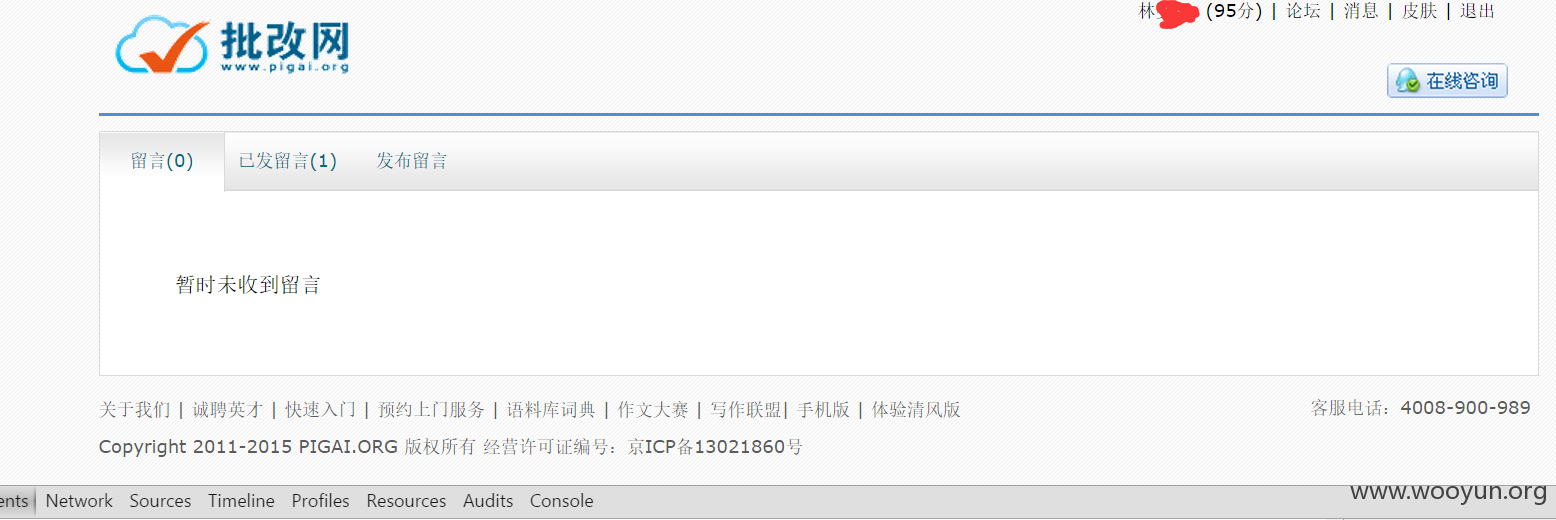 林 (95分) | 论坛 | 消息 | 皮肤 | 退出
批改网
www.pigai.org
在线咨询
留言(0) 已发留言(1) 发布留言
暂时未收到留言
关于我们 | 诚聘英才 | 快速入门 | 预约上门服务 | 语料库词典 | 作文大赛 | 写作联盟| 手机版 | 体验清风版
客服电话：4008-900-989
Copyright 2011-2015 PIGAI.ORG 版权所有 经营许可证编号：京ICP备13021860号
ents Network Sources Timeline Profiles Resources Audits Console
www.wooyun.org